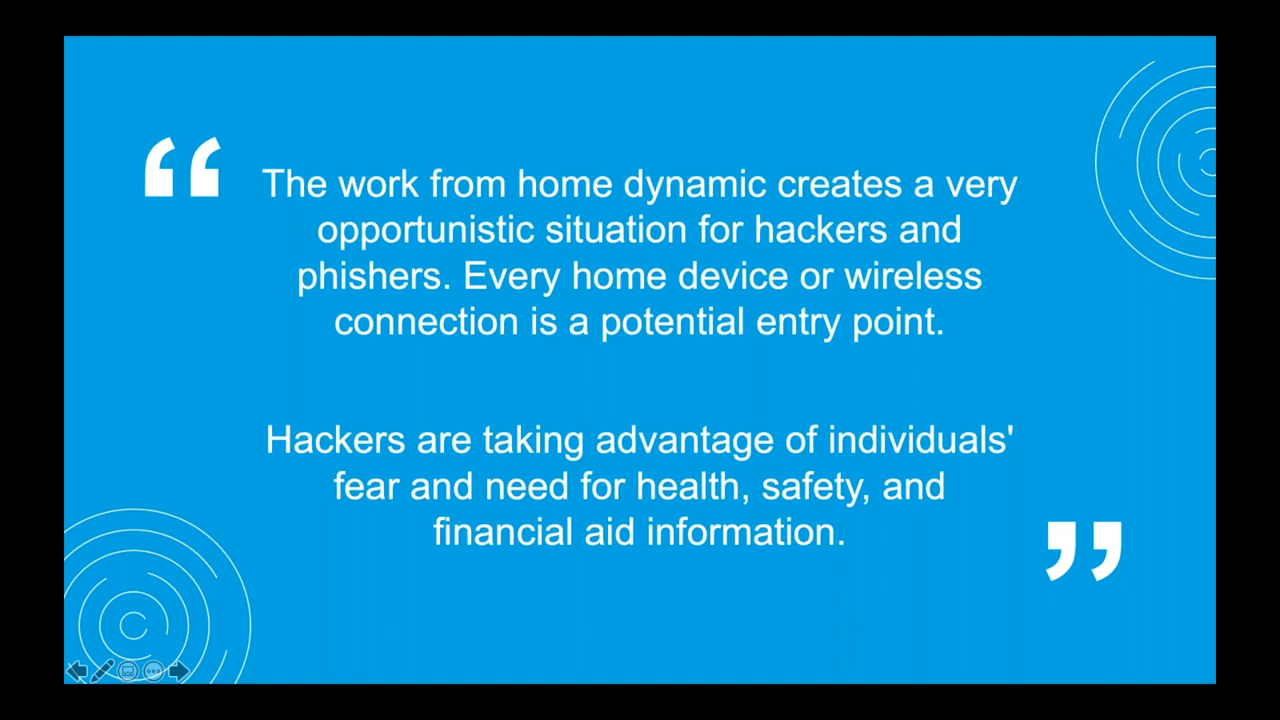 “ The work from home dynamic creates a very
opportunistic situation for hackers and
phishers. Every home device or wireless
connection is a potential entry point.
Hackers are taking advantage of individuals'
fear and need for health, safety, and
financial aid information. ”